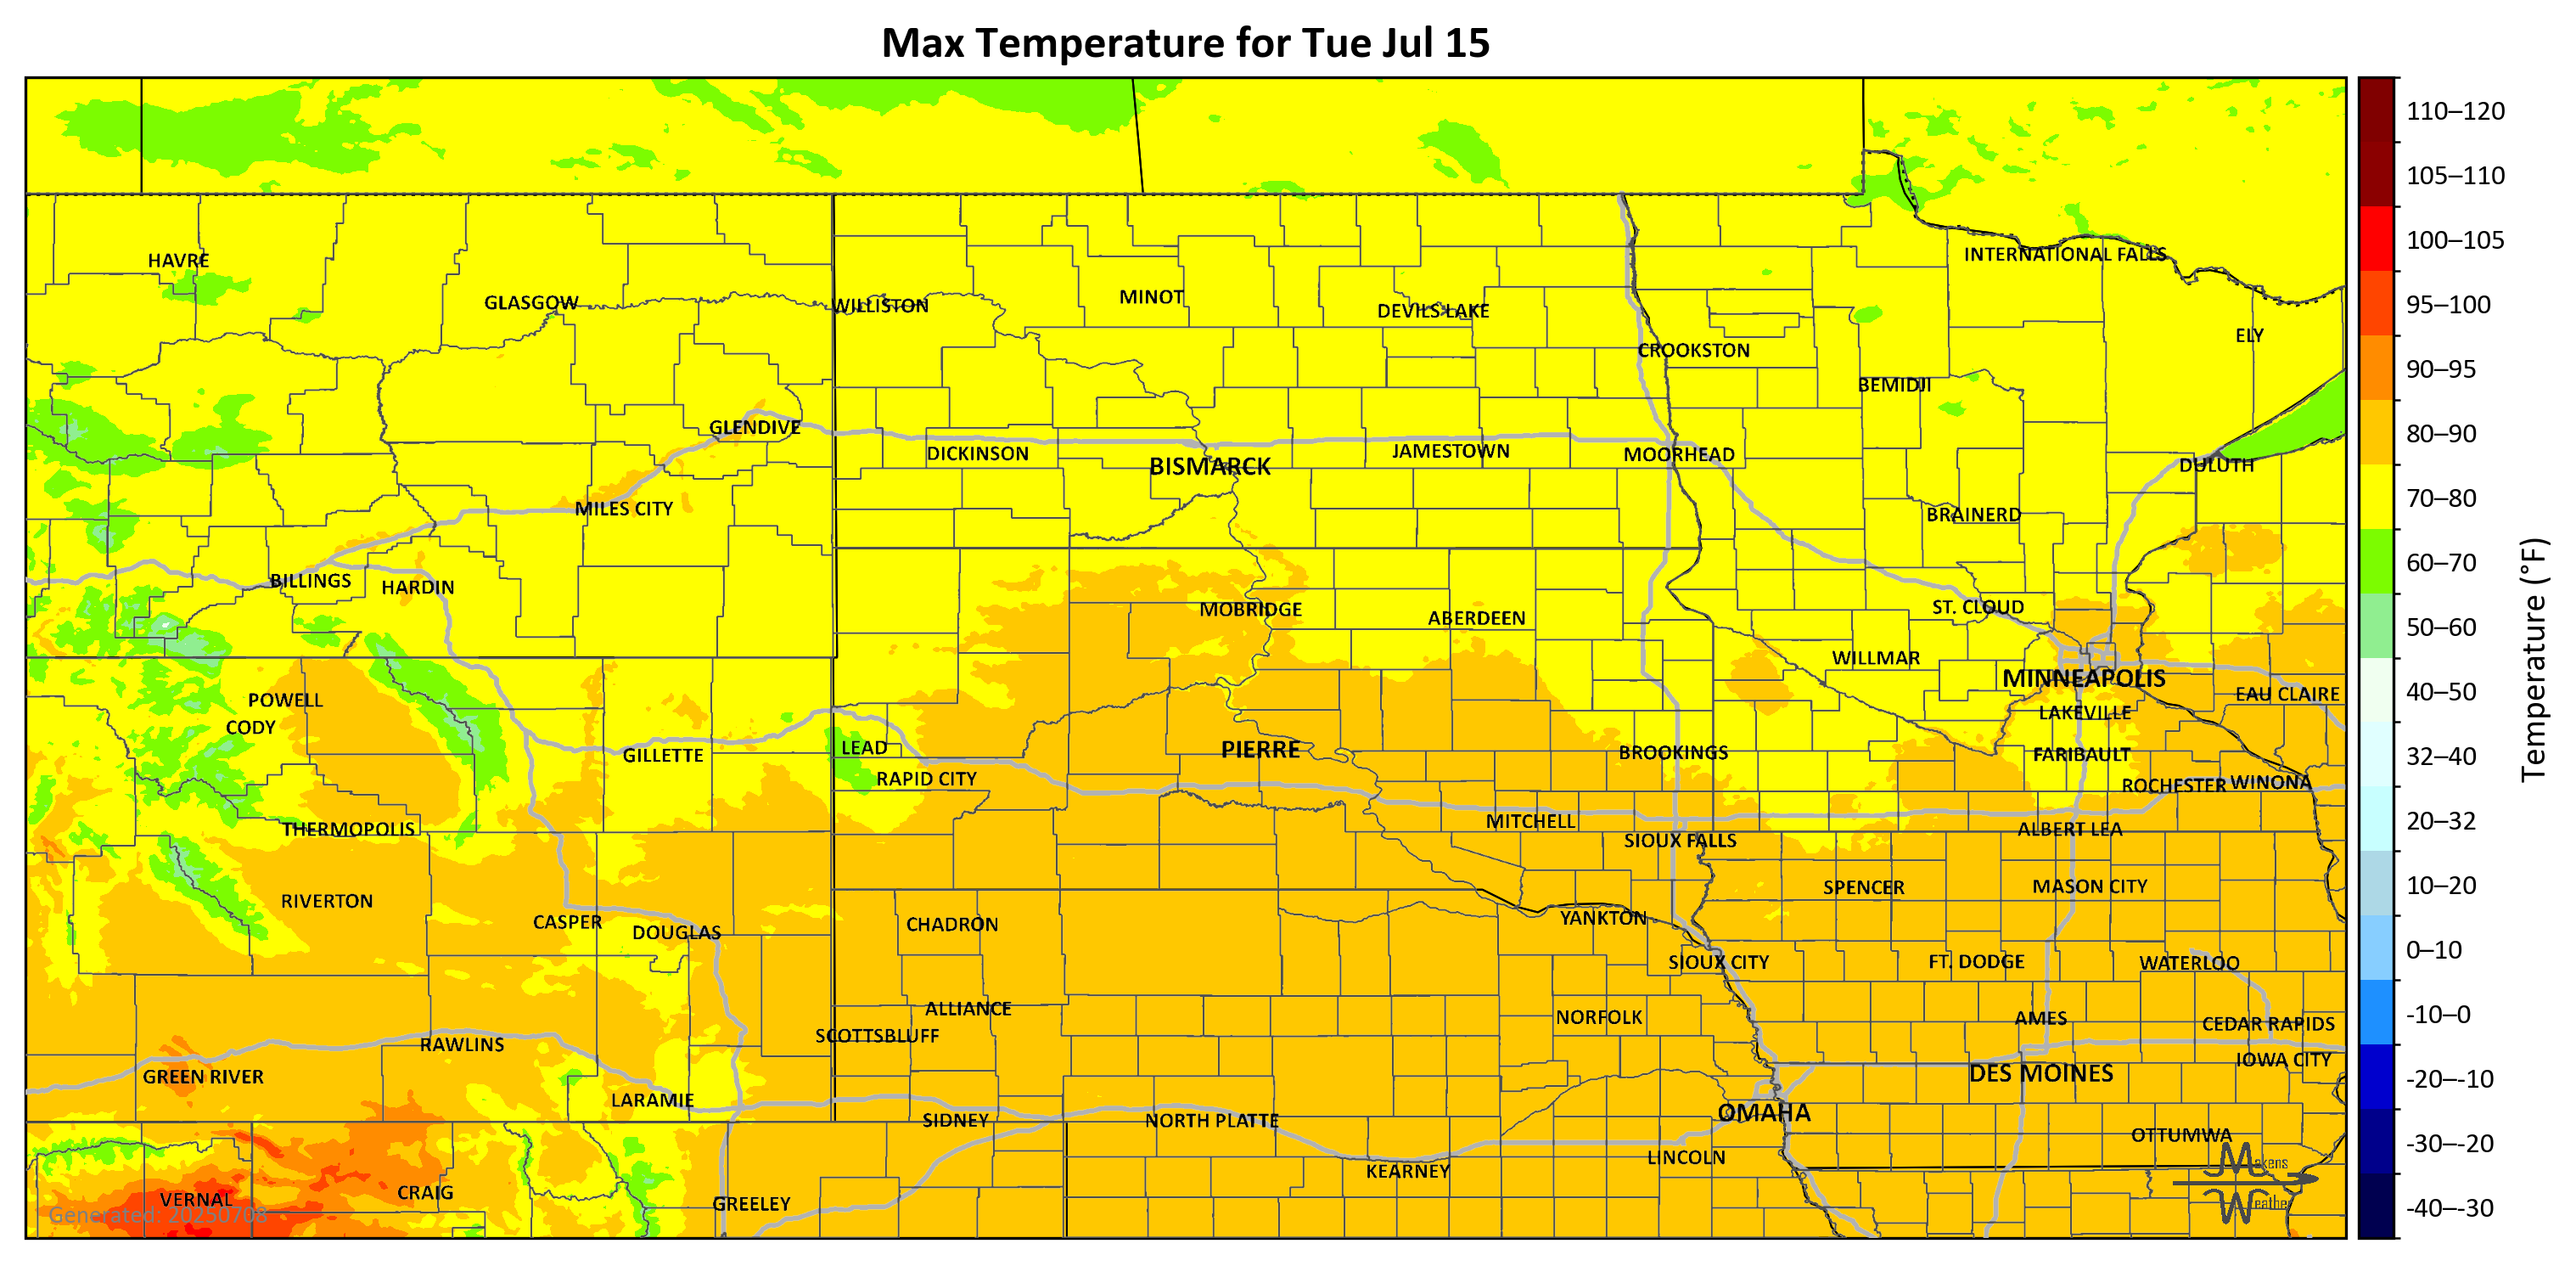 Max Temperature for Tue Jul 15
110–120
105–110
100–105
95–100
90–95
80–90
70–80
60–70
50–60
40–50
32–40
20–32
10–20
0–10
-10–0
-20–-10
-30–-20
-40–-30
Temperature (°F)
HAVRE
GLASGOW
WILLISTON
MINOT
DEVILS LAKE
INTERNATIONAL FALLS
ELY
CROOKSTON
BEMIDJI
GLENDIVE
DICKINSON
BISMARCK
JAMESTOWN
MOORHEAD
DULUTH
MILES CITY
BRAINERD
BILLINGS
HARDIN
MOBRIDGE
ABERDEEN
ST. CLOUD
WILLMAR
MINNEAPOLIS
EAU CLAIRE
POWELL
CODY
LAKEVILLE
GILLETTE
LEAD
PIERRE
BROOKINGS
FARIBAULT
RAPID CITY
ROCHESTER
WINONA
THERMOPOLIS
MITCHELL
SIOUX FALLS
ALBERT LEA
RIVERTON
SPENCER
MASON CITY
CASPER
DOUGLAS
CHADRON
YANKTON
SIOUX CITY
FT. DODGE
WATERLOO
ALLIANCE
NORFOLK
AMES
CEDAR RAPIDS
SCOTTSBLUFF
RAWLINS
IOWA CITY
GREEN RIVER
DES MOINES
LARAMIE
SIDNEY
NORTH PLATTE
OMAHA
OTTUMWA
LINCOLN
KEARNEY
VERNAL
CRAIG
GREELEY
Generated: 20250708
Makens
Weather